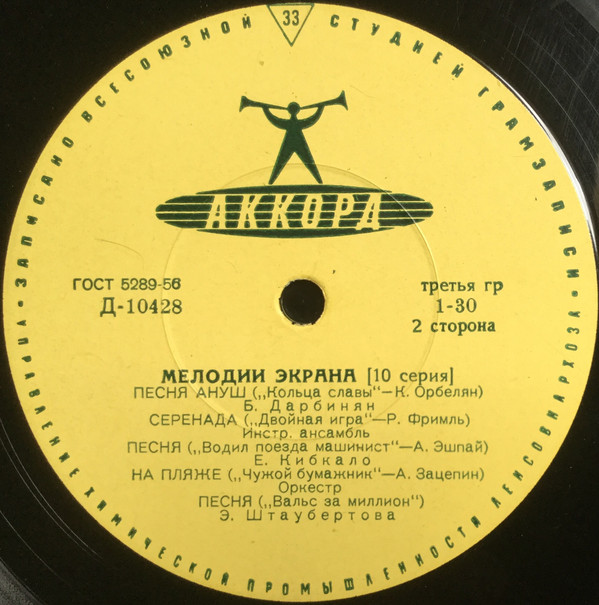 ЗАПИСАНО ВСЕСОЮЗНОЙ СТУДИЕЙ ГРАМЗАПИСИ
33
АККОРД
ГОСТ 5289-56
Д-10428
третья гр
1-30
2 сторона
МЕЛОДИИ ЭКРАНА [10 серия]
ПЕСНЯ АНУШ („Кольца славы“—К. Орбелян)
Б. Дарбинян
СЕРЕНАДА („Двойная игра“—Р. Фримль)
Инстр. ансамбль
ПЕСНЯ („Водил поезда машинист“—А. Эшпай)
Е. Кибкало
НА ПЛЯЖЕ („Чужой бумажник“—А. Зацепин)
Оркестр
ПЕСНЯ („Вальс за миллион“)
Э. Штаубертова
УПРАВЛЕНИЕ ХИМИЧЕСКОЙ ПРОМЫШЛЕННОСТИ ЛЕНСОВНАРХОЗА